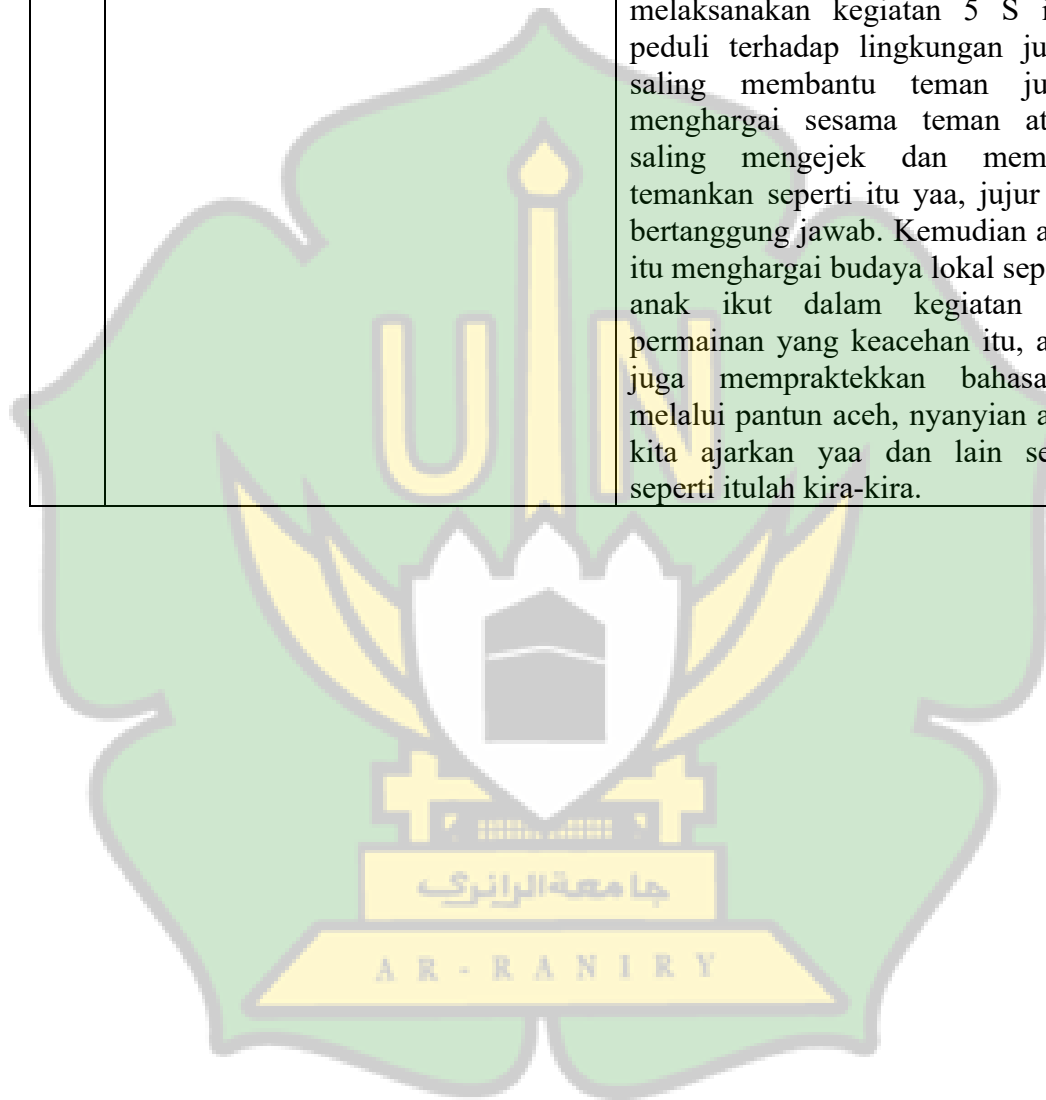 melaksanakan kegiatan 5 S
peduli terhadap lingkungan
saling membantu teman
menghargai sesama teman
saling mengejek dan
temankan seperti itu yaa, jujur
bertanggung jawab. Kemudian
itu menghargai budaya lokal
anak ikut dalam kegiatan
permainan yang keacehan itu,
juga mempraktekkan bahasa
melalui pantun aceh, nyanyian
kita ajarkan yaa dan lain
seperti itulah kira-kira.
UIN
جامعة الرانري
AR-RANIRY